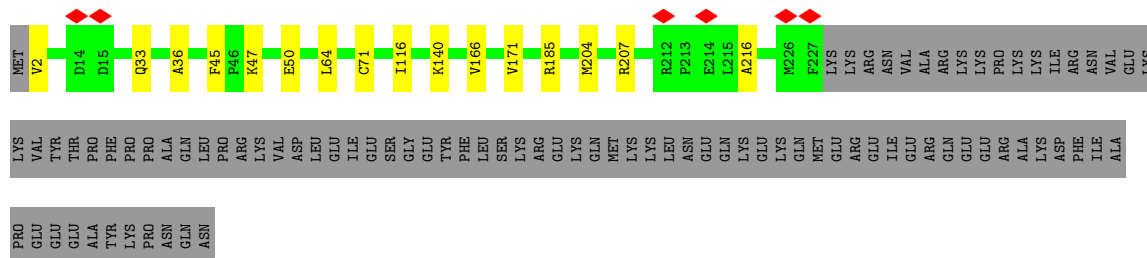 MET V2 D14 D15 Q33 A36 F45 P46 K47 E50 L64 C71 I116 K140 V166 V171 R185 M204 R207 R212 P213 E214 L215 A216 M226 F227 LYS LYS ARG ASN VAL ALA ARG LYS LYS PRO LYS LYS ILE ARG ASN VAL GLU LYS
LYS VAL TYR THR PRO PHE PRO PRO ALA GLN LEU PRO ARG LYS VAL ASP LEU GLU ILE GLU SER GLY GLU TYR PHE LEU SER LYS ARG GLU LYS GLN MET LYS LYS LEU ASN GLU GLN LYS GLU LYS GLN MET GLU ARG GLU ILE GLU ARG GLN GLU GLU ARG ALA LYS ASP PHE ILE ALA
PRO GLU GLU GLU ALA TYR LYS PRO ASN GLN ASN